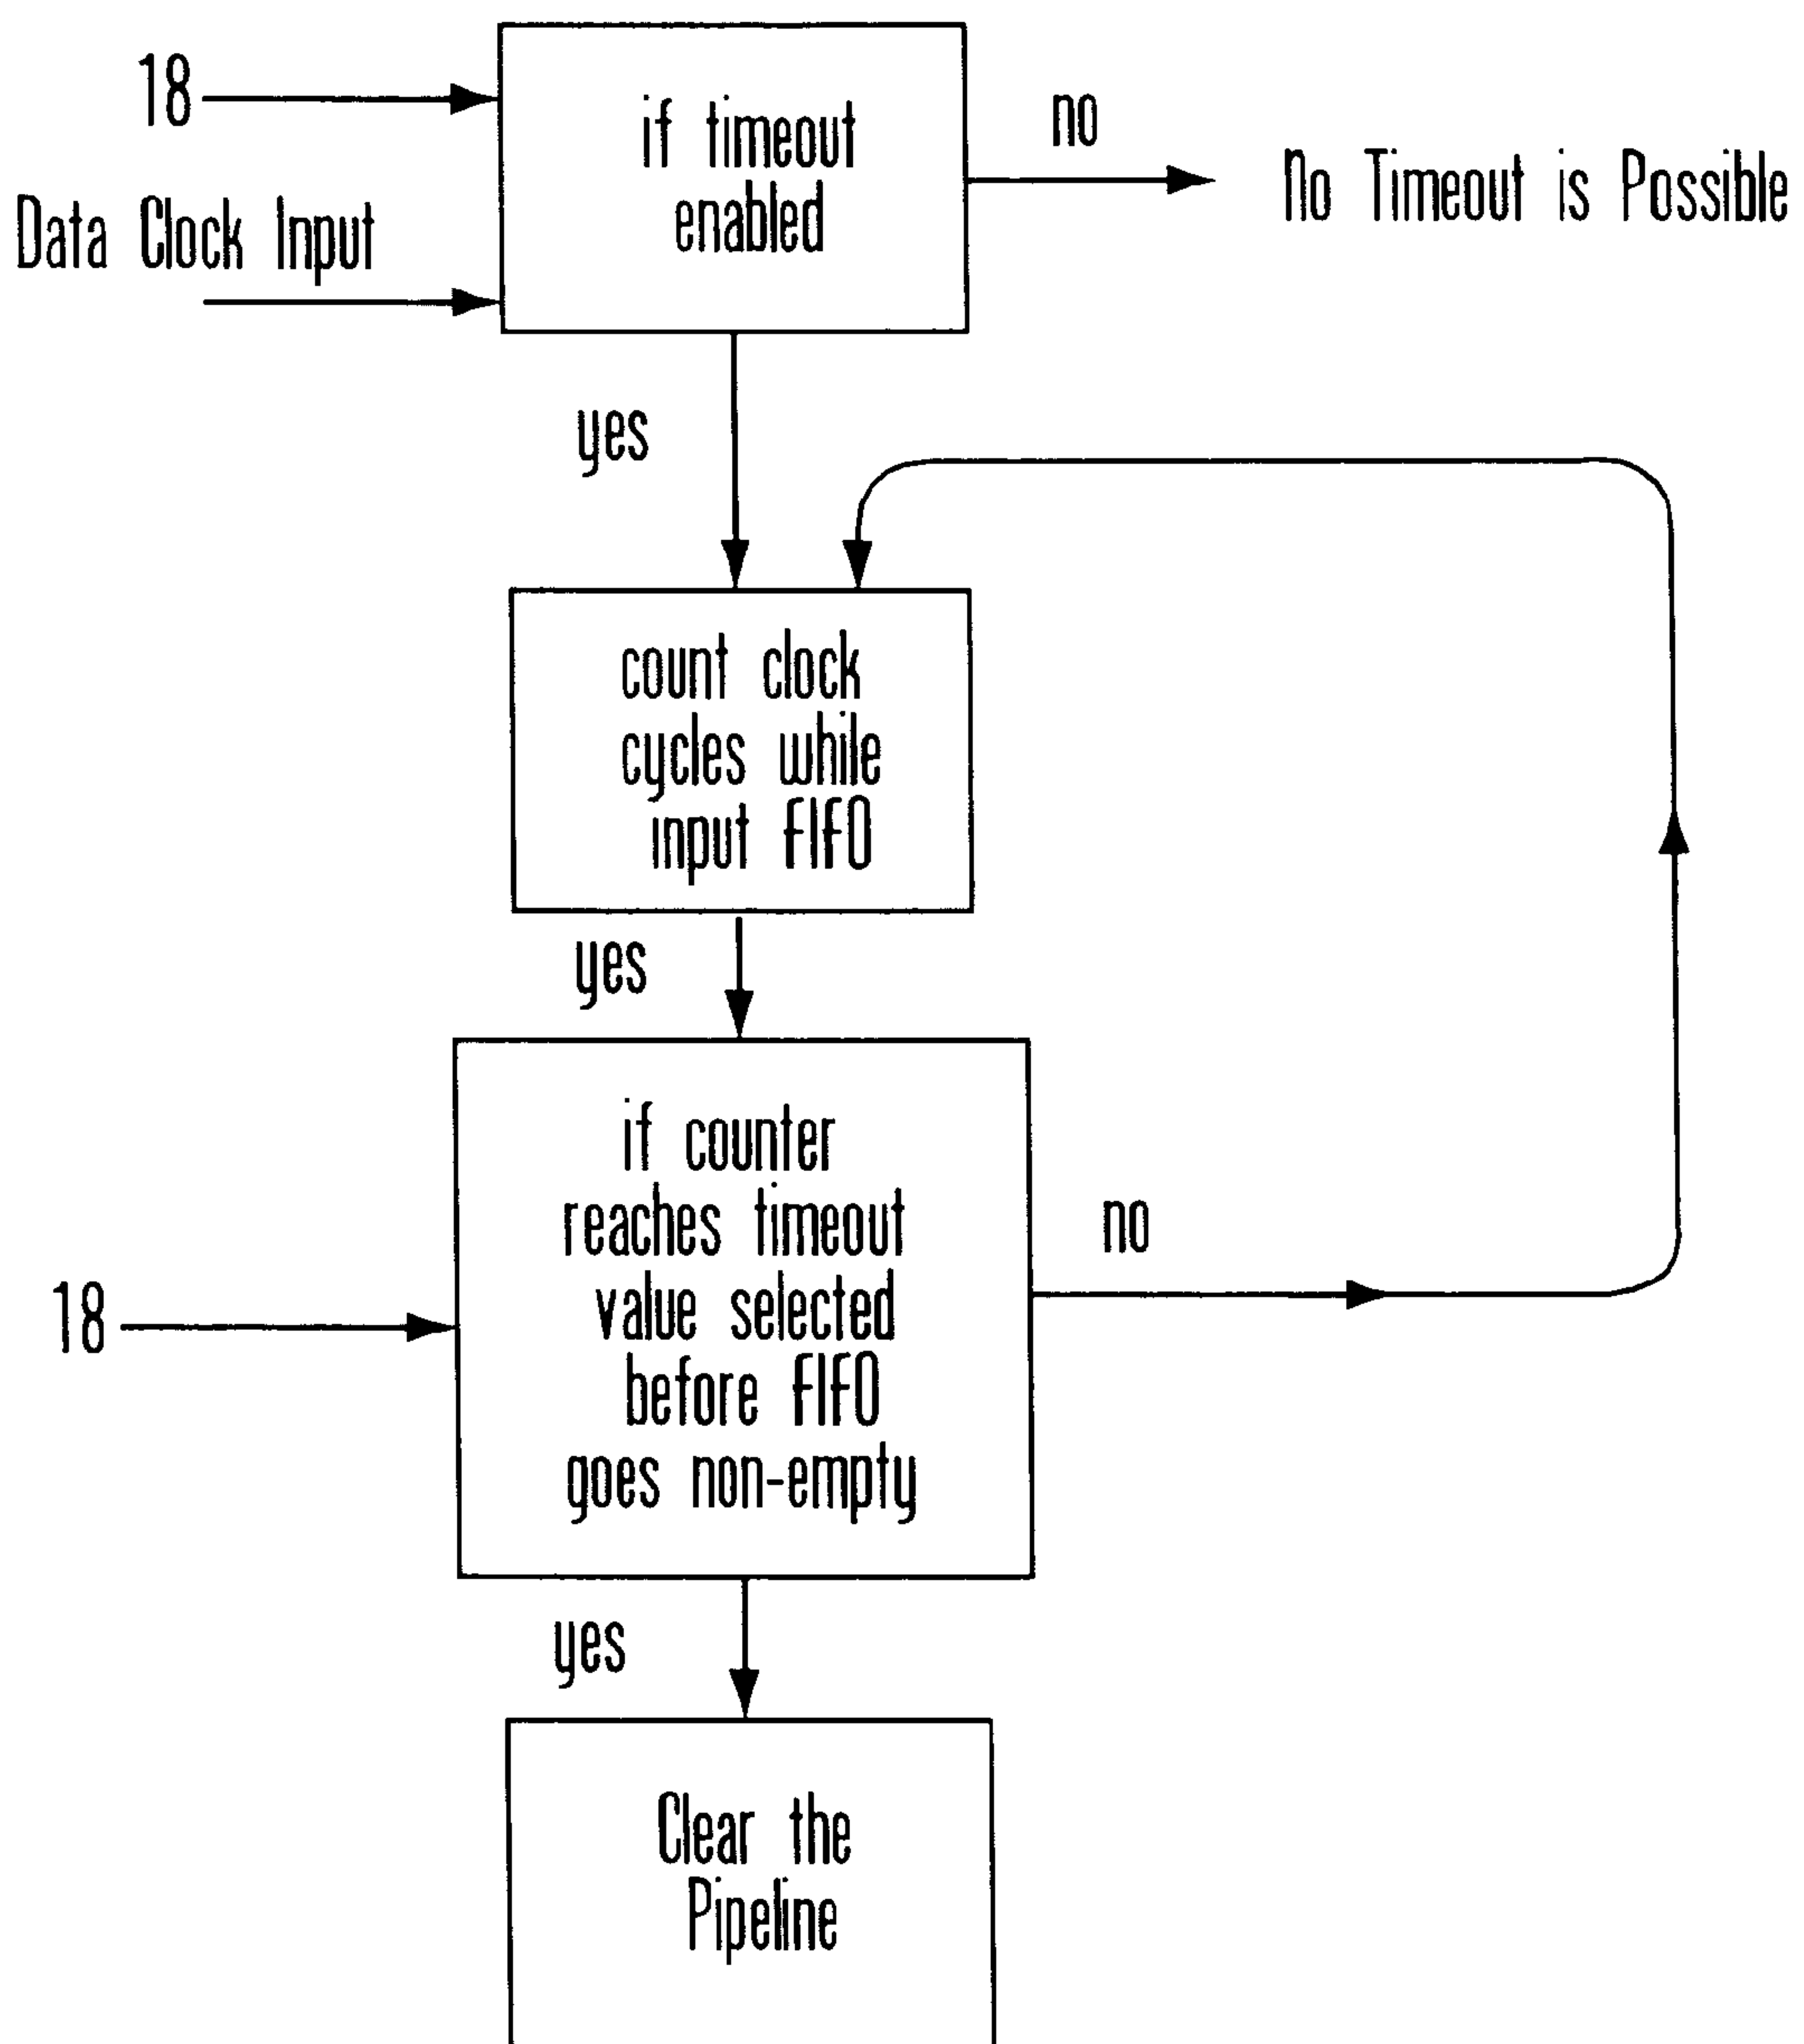 18
if timeout
enabled
no
No Timeout is Possible
Data Clock Input
yes
count clock
cycles while
input FIFO
yes
if counter
reaches timeout
value selected
before FIFO
goes non-empty
no
18
yes
Clear the
Pipeline